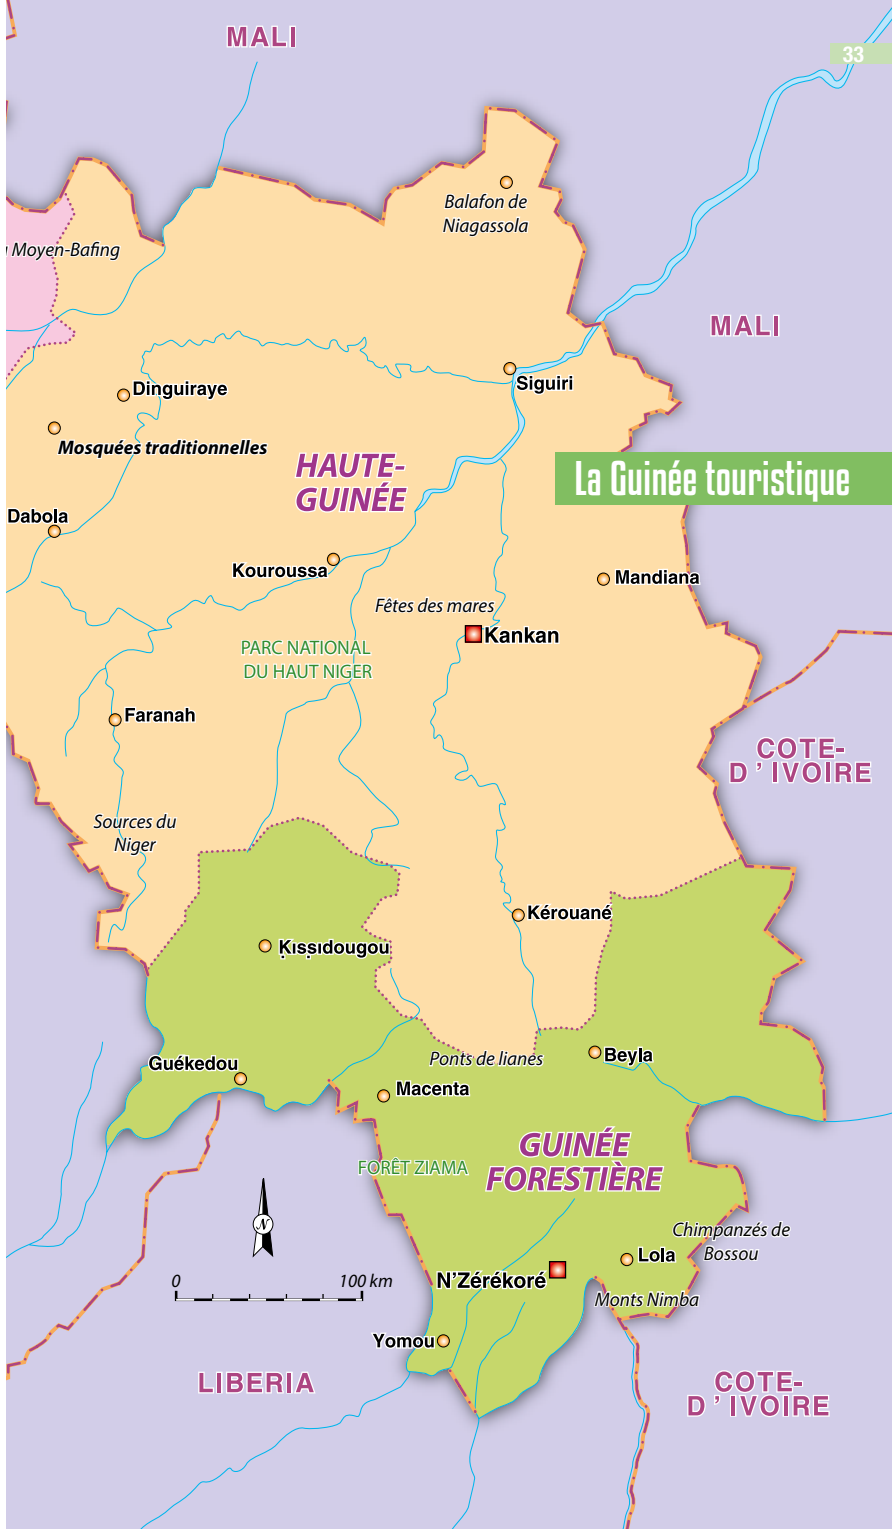 MALI
33
Balafon de
Niagassola
Moyen-Bafing
MALI
Siguiri
Dinguiraye
Mosquées traditionnelles
HAUTE-
GUINÉE
La Guinée touristique
Dabola
Kouroussa
Mandiana
Fêtes des mares
Kankan
PARC NATIONAL
DU HAUT NIGER
Faranah
COTE-
D'IVOIRE
Sources du
Niger
Kérouané
Kıssıdougou
Ponts de lianes
Beyla
Guékedou
Macenta
GUINÉE
FORESTIÈRE
FORÊT ZIAMA
N
Chimpanzés de
Bossou
Lola
N'Zérékoré
0 100 km
Monts Nimba
Yomou
LIBERIA
COTE-
D'IVOIRE